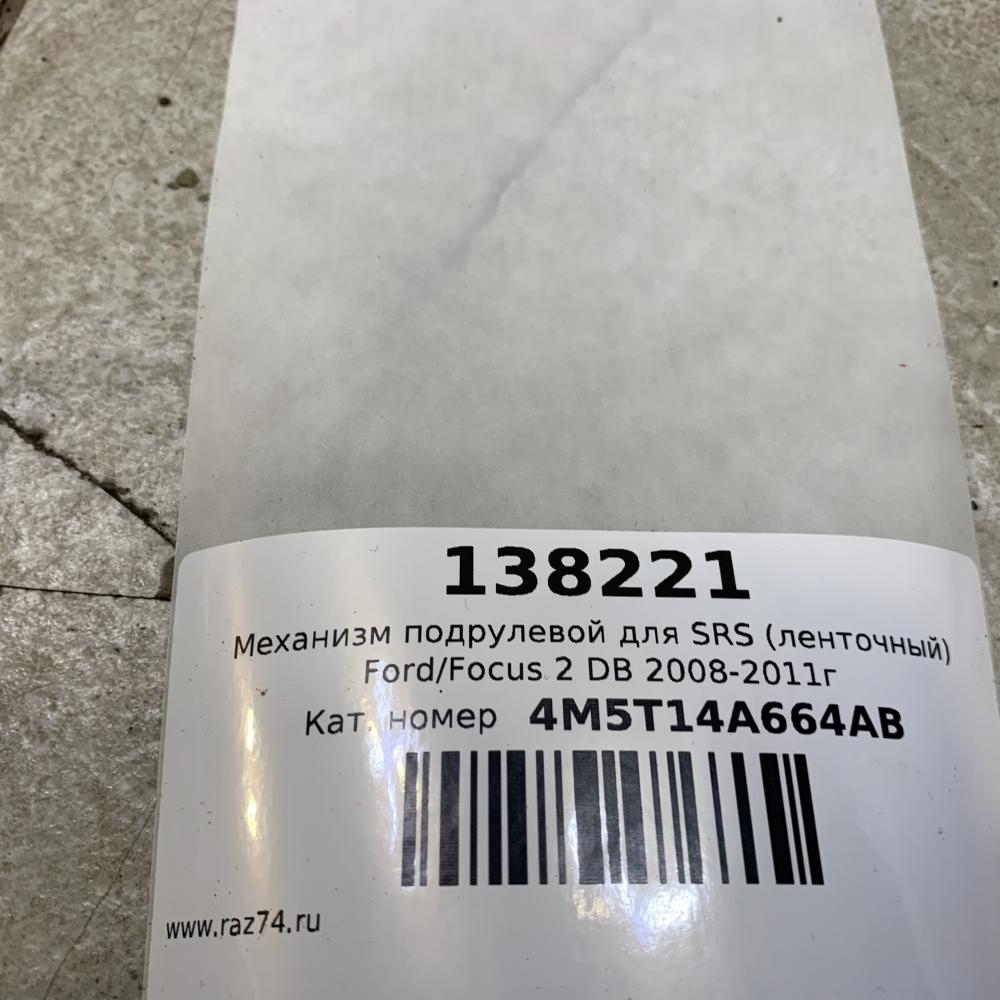 138221
Механизм подрулевой для SRS (ленточный)
Ford/Focus 2 DB 2008-2011г
Кат. номер 4M5T14A664AB
www.raz74.ru